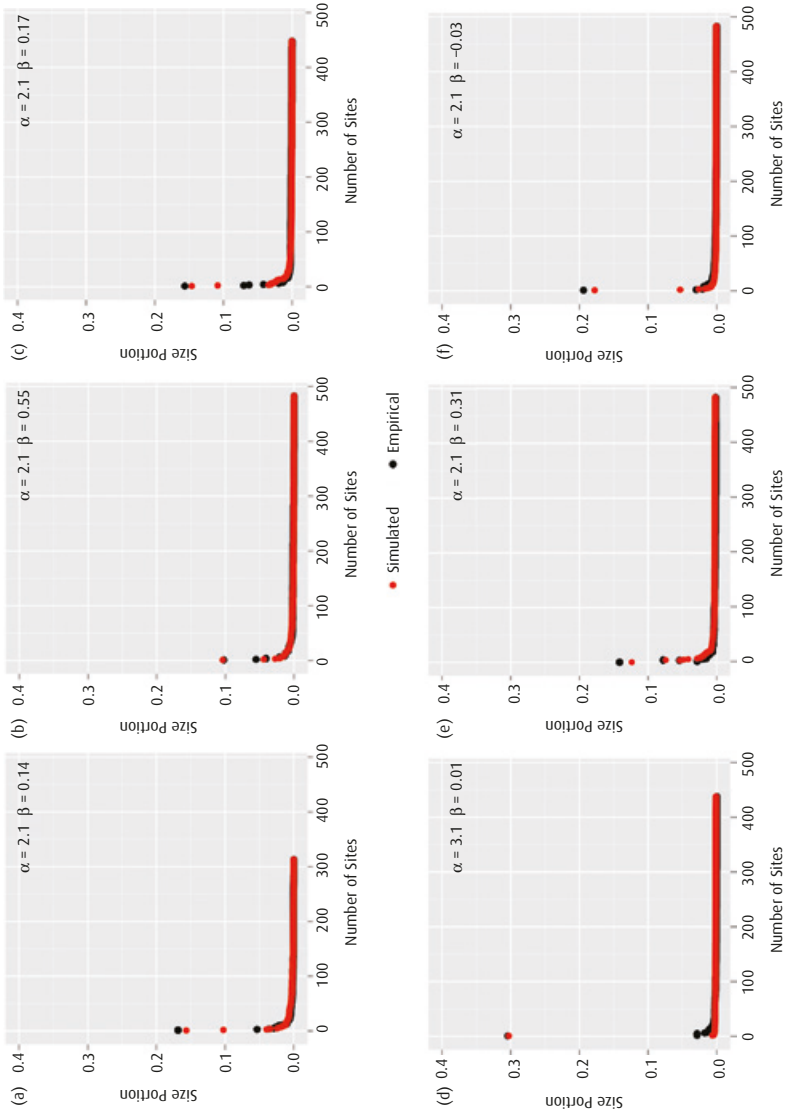 (a)
α = 2.1 β = 0.14
0.4
0.3
0.2
0.1
0.0
Size Portion
0
100
200
300
400
500
Number of Sites
(b)
α = 2.1 β = 0.55
0.4
0.3
0.2
0.1
0.0
Size Portion
0
100
200
300
400
500
Number of Sites
(c)
α = 2.1 β = 0.17
0.4
0.3
0.2
0.1
0.0
Size Portion
0
100
200
300
400
500
Number of Sites
Simulated
Empirical
(d)
α = 3.1 β = 0.01
0.4
0.3
0.2
0.1
0.0
Size Portion
0
100
200
300
400
500
Number of Sites
(e)
α = 2.1 β = 0.31
0.4
0.3
0.2
0.1
0.0
Size Portion
0
100
200
300
400
500
Number of Sites
(f)
α = 2.1 β = −0.03
0.4
0.3
0.2
0.1
0.0
Size Portion
0
100
200
300
400
500
Number of Sites